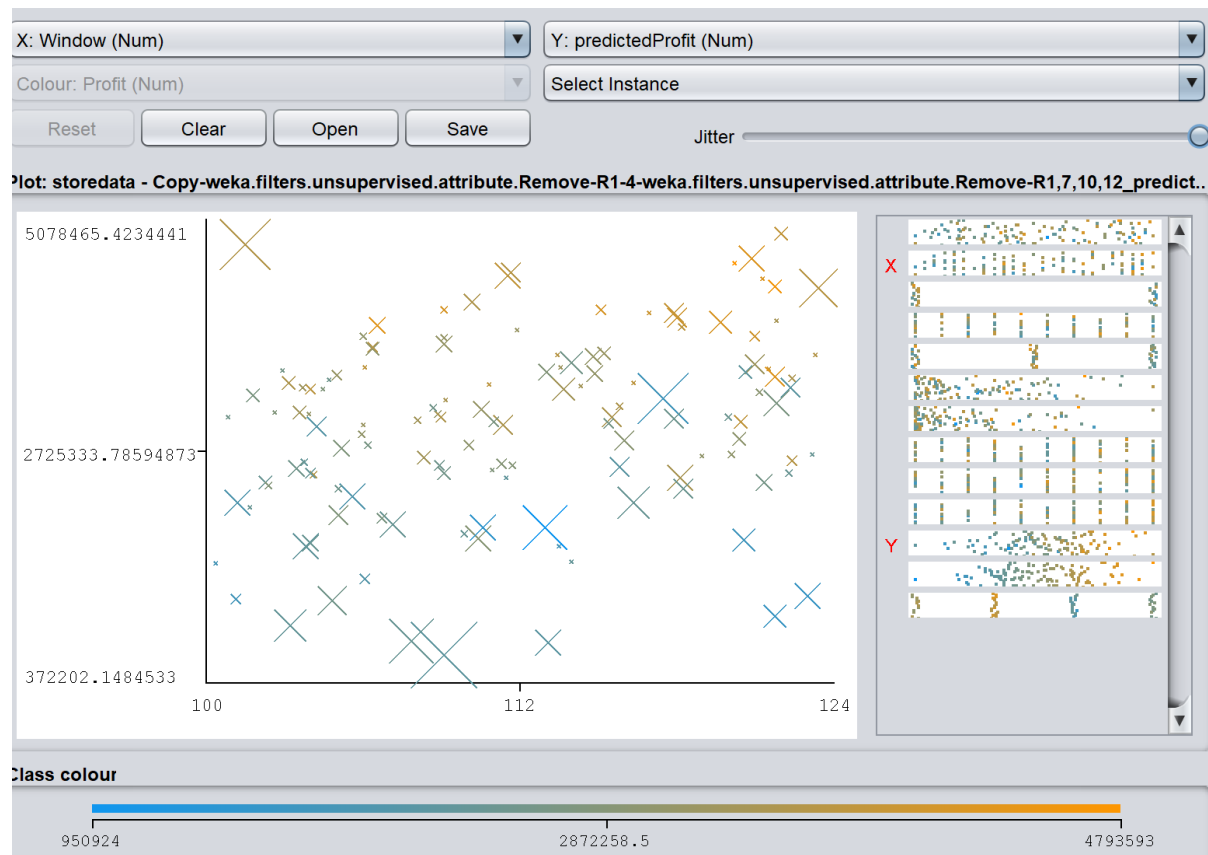 X: Window (Num) Y: predictedProfit (Num)
Colour: Profit (Num) Select Instance
Reset Clear Open Save Jitter
Plot: storedata - Copy-weka.filters.unsupervised.attribute.Remove-R1-4-weka.filters.unsupervised.attribute.Remove-R1,7,10,12_predict..
5078465.4234441
X
2725333.78594873
Y
372202.1484533
100 112 124
Class colour
950924 2872258.5 4793593